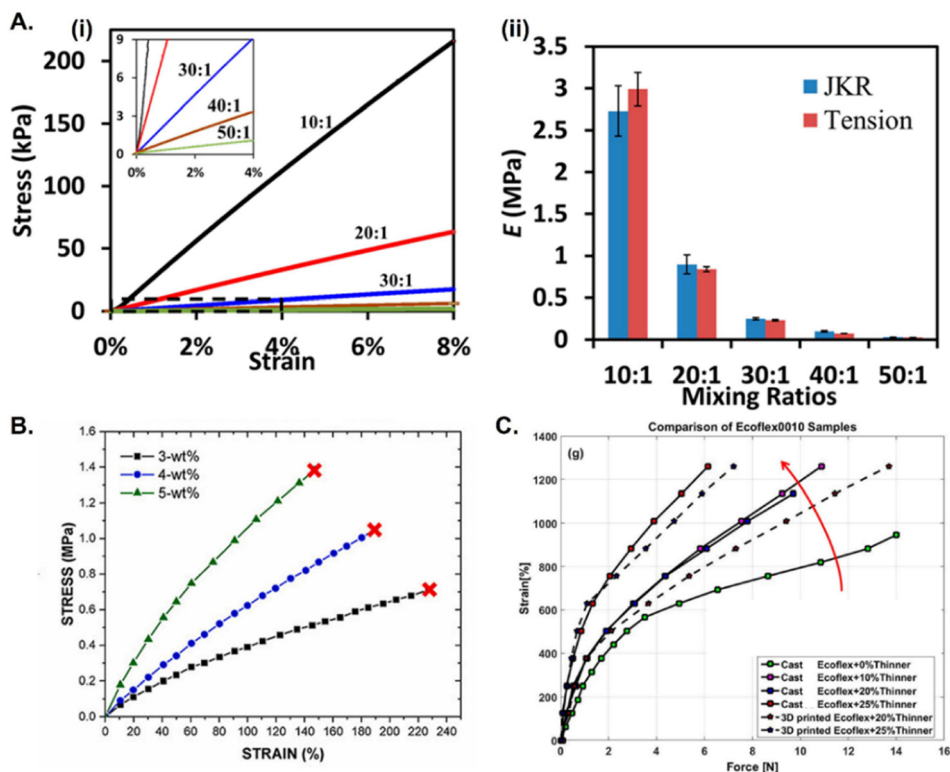 A.
(i)
200
150
100
50
0
Stress (kPa)
9
6
3
0
0%
2%
4%
30:1
40:1
50:1
10:1
20:1
30:1
0%
2%
4%
6%
8%
Strain
(ii)
3.5
3
2.5
2
1.5
1
0.5
0
E (MPa)
JKR
Tension
10:1
20:1
30:1
40:1
50:1
Mixing Ratios
B.
1.6
1.4
1.2
1.0
0.8
0.6
0.4
0.2
0.0
STRESS (MPa)
3-wt%
4-wt%
5-wt%
0 20 40 60 80 100 120 140 160 180 200 220 240
STRAIN (%)
C.
Comparison of Ecoflex0010 Samples
(g)
1400
1200
1000
800
600
400
200
0
Strain[%]
Cast Ecoflex+0%Thinner
Cast Ecoflex+10%Thinner
Cast Ecoflex+20%Thinner
Cast Ecoflex+25%Thinner
3D printed Ecoflex+20%Thinner
3D printed Ecoflex+25%Thinner
0 2 4 6 8 10 12 14 16
Force [N]